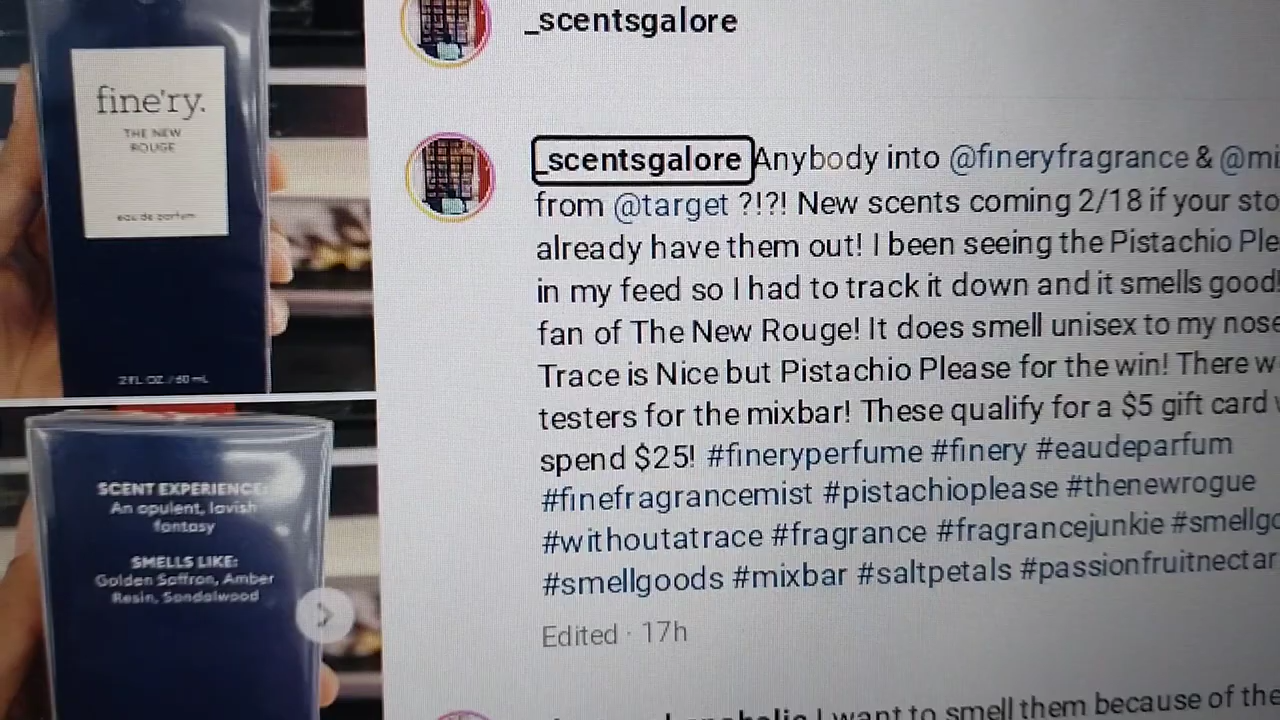 fine'ry.
THE NEW
ROUGE
eau de parfum
2 FL OZ / 60 mL
SCENT EXPERIENCE:
An opulent, lavish
fantasy
SMELLS LIKE:
Golden Saffron, Amber
Resin, Sandalwood
_scentsgalore
_scentsgalore Anybody into @fineryfragrance & @mi
from @target ?!?! New scents coming 2/18 if your sto
already have them out! I been seeing the Pistachio Ple
in my feed so I had to track it down and it smells good!
fan of The New Rouge! It does smell unisex to my nose
Trace is Nice but Pistachio Please for the win! There w
testers for the mixbar! These qualify for a $5 gift card
spend $25! #fineryperfume #finery #eaudeparfum
#finefragrancemist #pistachioplease #thenewrogue
#withoutatrace #fragrance #fragrancejunkie #smellgo
#smellgoods #mixbar #saltpetals #passionfruitnectar
Edited · 17h
I want to smell them because of the